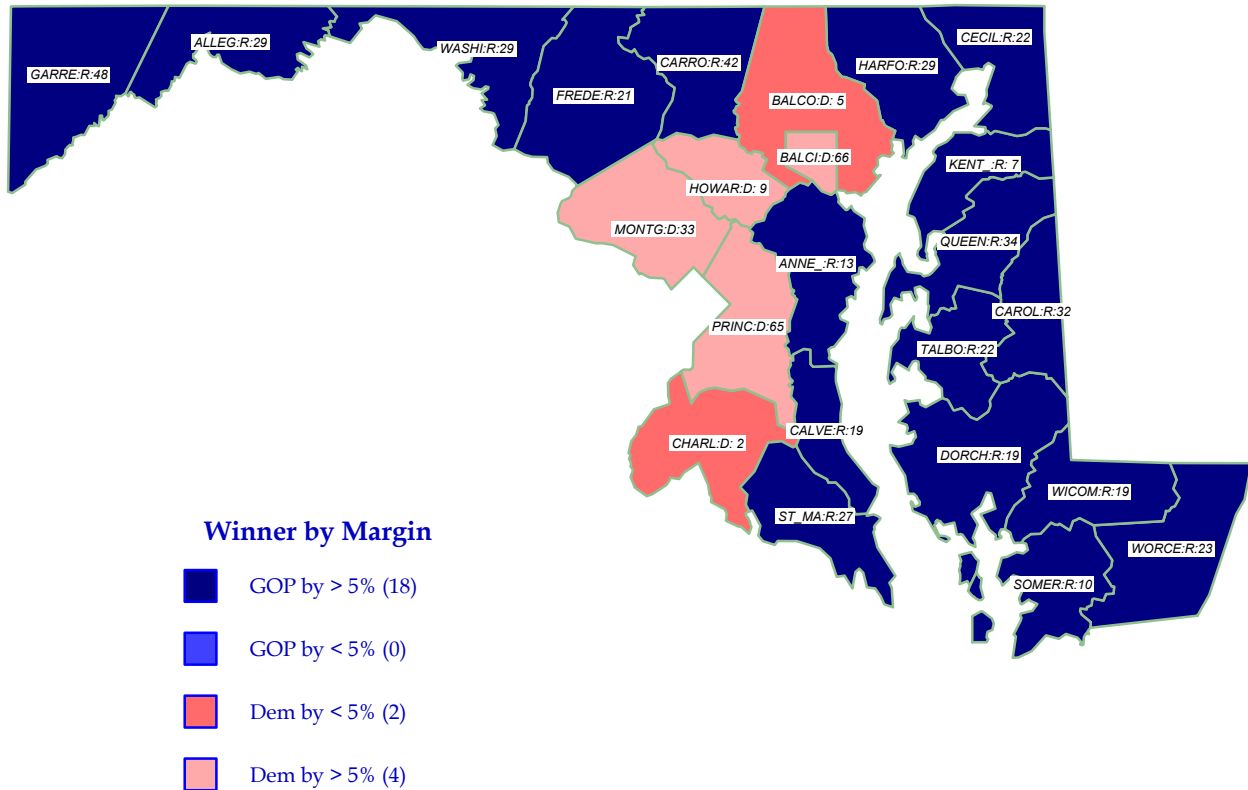 GARRE:R:48
ALLEG:R:29
WASHI:R:29
FREDE:R:21
CARRO:R:42
BALCO:D: 5
HARFO:R:29
CECIL:R:22
BALCI:D:66
KENT_:R: 7
HOWAR:D: 9
MONTG:D:33
QUEEN:R:34
ANNE_:R:13
CAROL:R:32
PRINC:D:65
TALBO:R:22
CALVE:R:19
CHARL:D: 2
DORCH:R:19
WICOM:R:19
ST_MA:R:27
WORCE:R:23
SOMER:R:10
Winner by Margin
GOP by > 5% (18)
GOP by < 5% (0)
Dem by < 5% (2)
Dem by > 5% (4)